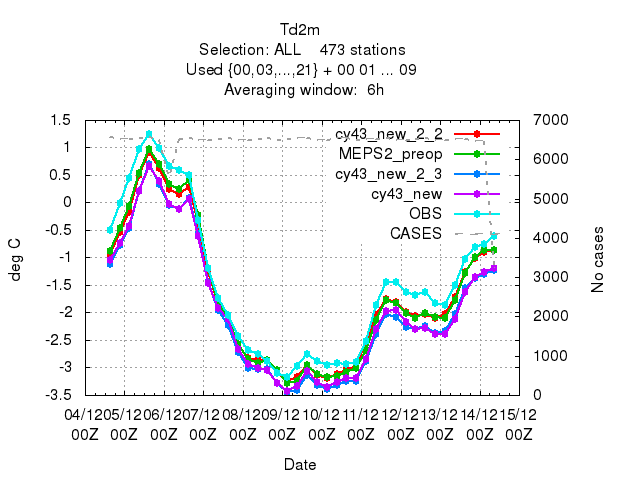 Td2m
Selection: ALL 473 stations
Used {00,03,...,21} + 00 01 ... 09
Averaging window: 6h
1.5
1
0.5
0
-0.5
-1
-1.5
-2
-2.5
-3
-3.5
deg C
7000
6000
5000
4000
3000
2000
1000
0
No cases
cy43_new_2_2
MEPS2_preop
cy43_new_2_3
cy43_new
OBS
CASES
04/12 05/12 06/12 07/12 08/12 09/12 10/12 11/12 12/12 13/12 14/12 15/12
00Z 00Z 00Z 00Z 00Z 00Z 00Z 00Z 00Z 00Z 00Z 00Z
Date